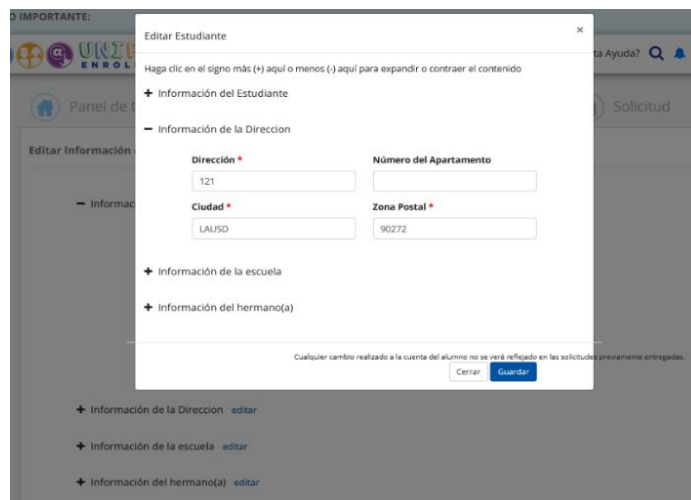 IMPORTANTE:
Editar Estudiante
×
ta Ayuda?
ENROL
Haga clic en el signo más (+) aquí o menos (-) aquí para expandir o contraer el contenido
+ Información del Estudiante
Panel de
Solicitud
− Información de la Direccion
Editar Información
Dirección *
Número del Apartamento
121
− Informac
Ciudad *
Zona Postal *
LAUSD
90272
+ Información de la escuela
+ Información del hermano(a)
Cualquier cambio realizado a la cuenta del alumno no se verá reflejado en las solicitudes previamente entregadas.
Cerrar
Guardar
+ Información de la Direccion editar
+ Información de la escuela editar
+ Información del hermano(a) editar